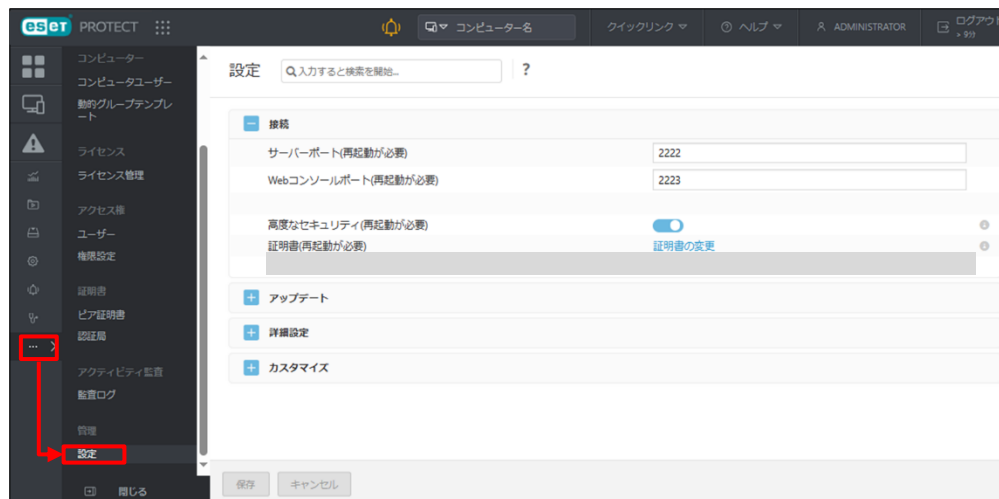 eseT PROTECT
コンピューター名
クイックリンク
ヘルプ
ADMINISTRATOR
ログアウト
> 9分
コンピューター
コンピュータユーザー
動的グループテンプレ
ート
ライセンス
ライセンス管理
アクセス権
ユーザー
権限設定
証明書
ピア証明書
認証局
アクティビティ監査
監査ログ
管理
設定
閉じる
設定
入力すると検索を開始...
?
接続
サーバーポート(再起動が必要)
2222
Webコンソールポート(再起動が必要)
2223
高度なセキュリティ(再起動が必要)
証明書(再起動が必要)
証明書の変更
アップデート
詳細設定
カスタマイズ
保存
キャンセル